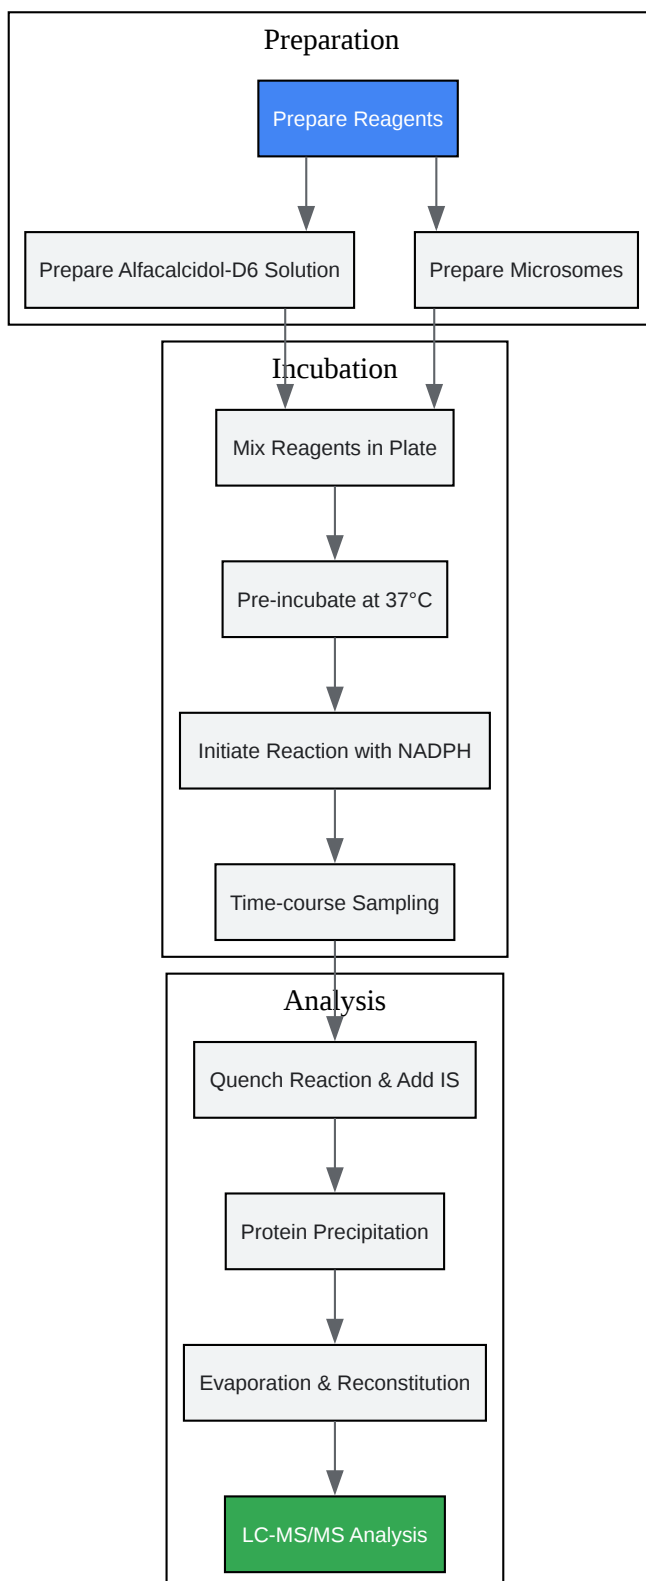 Preparation
Prepare Reagents
Prepare Alfacalcidol-D6 Solution
Prepare Microsomes
Incubation
Mix Reagents in Plate
Pre-incubate at 37°C
Initiate Reaction with NADPH
Time-course Sampling
Analysis
Quench Reaction & Add IS
Protein Precipitation
Evaporation & Reconstitution
LC-MS/MS Analysis